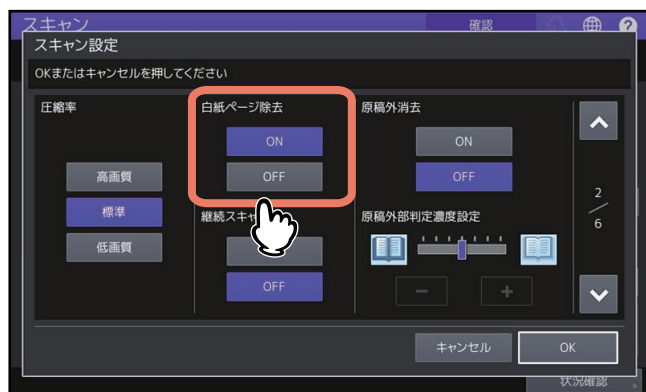 スキャン
確認
?
スキャン設定
OKまたはキャンセルを押してください
圧縮率
高画質
標準
低画質
白紙ページ除去
ON
OFF
継続スキャ
OFF
原稿外消去
ON
OFF
原稿外部判定濃度設定
－
＋
2
6
キャンセル
OK
状況確認